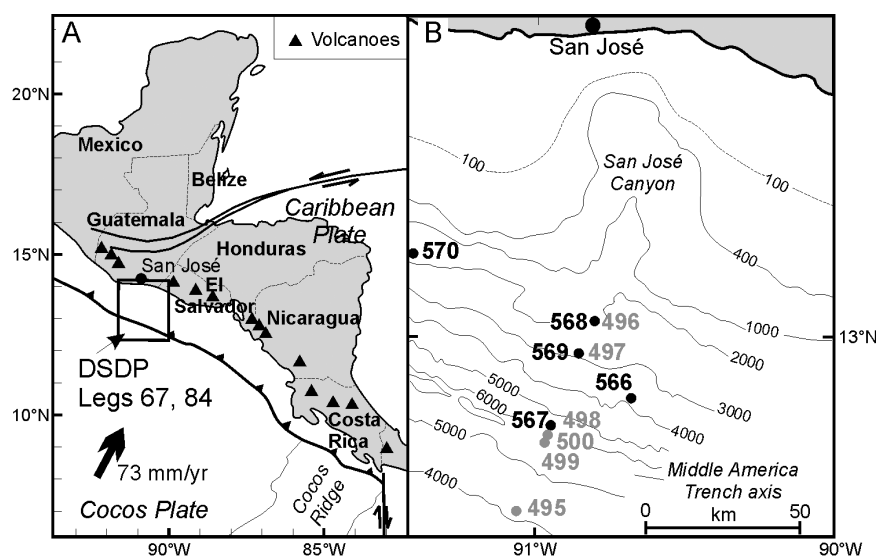 A
▲ Volcanoes
20°N
Mexico
Belize
Caribbean
Plate
Guatemala
15°N
Honduras
San José
El
Salvador
Nicaragua
DSDP
Legs 67, 84
10°N
Costa
Rica
73 mm/yr
Cocos Plate
Cocos
Ridge
90°W
85°W
B
San José
100
San José
Canyon
100
400
570
568 496
1000
13°N
569 497
2000
566
5000
6000
3000
567 498
5000
500
4000
499
Middle America
Trench axis
4000
495
0 50
km
91°W
90°W